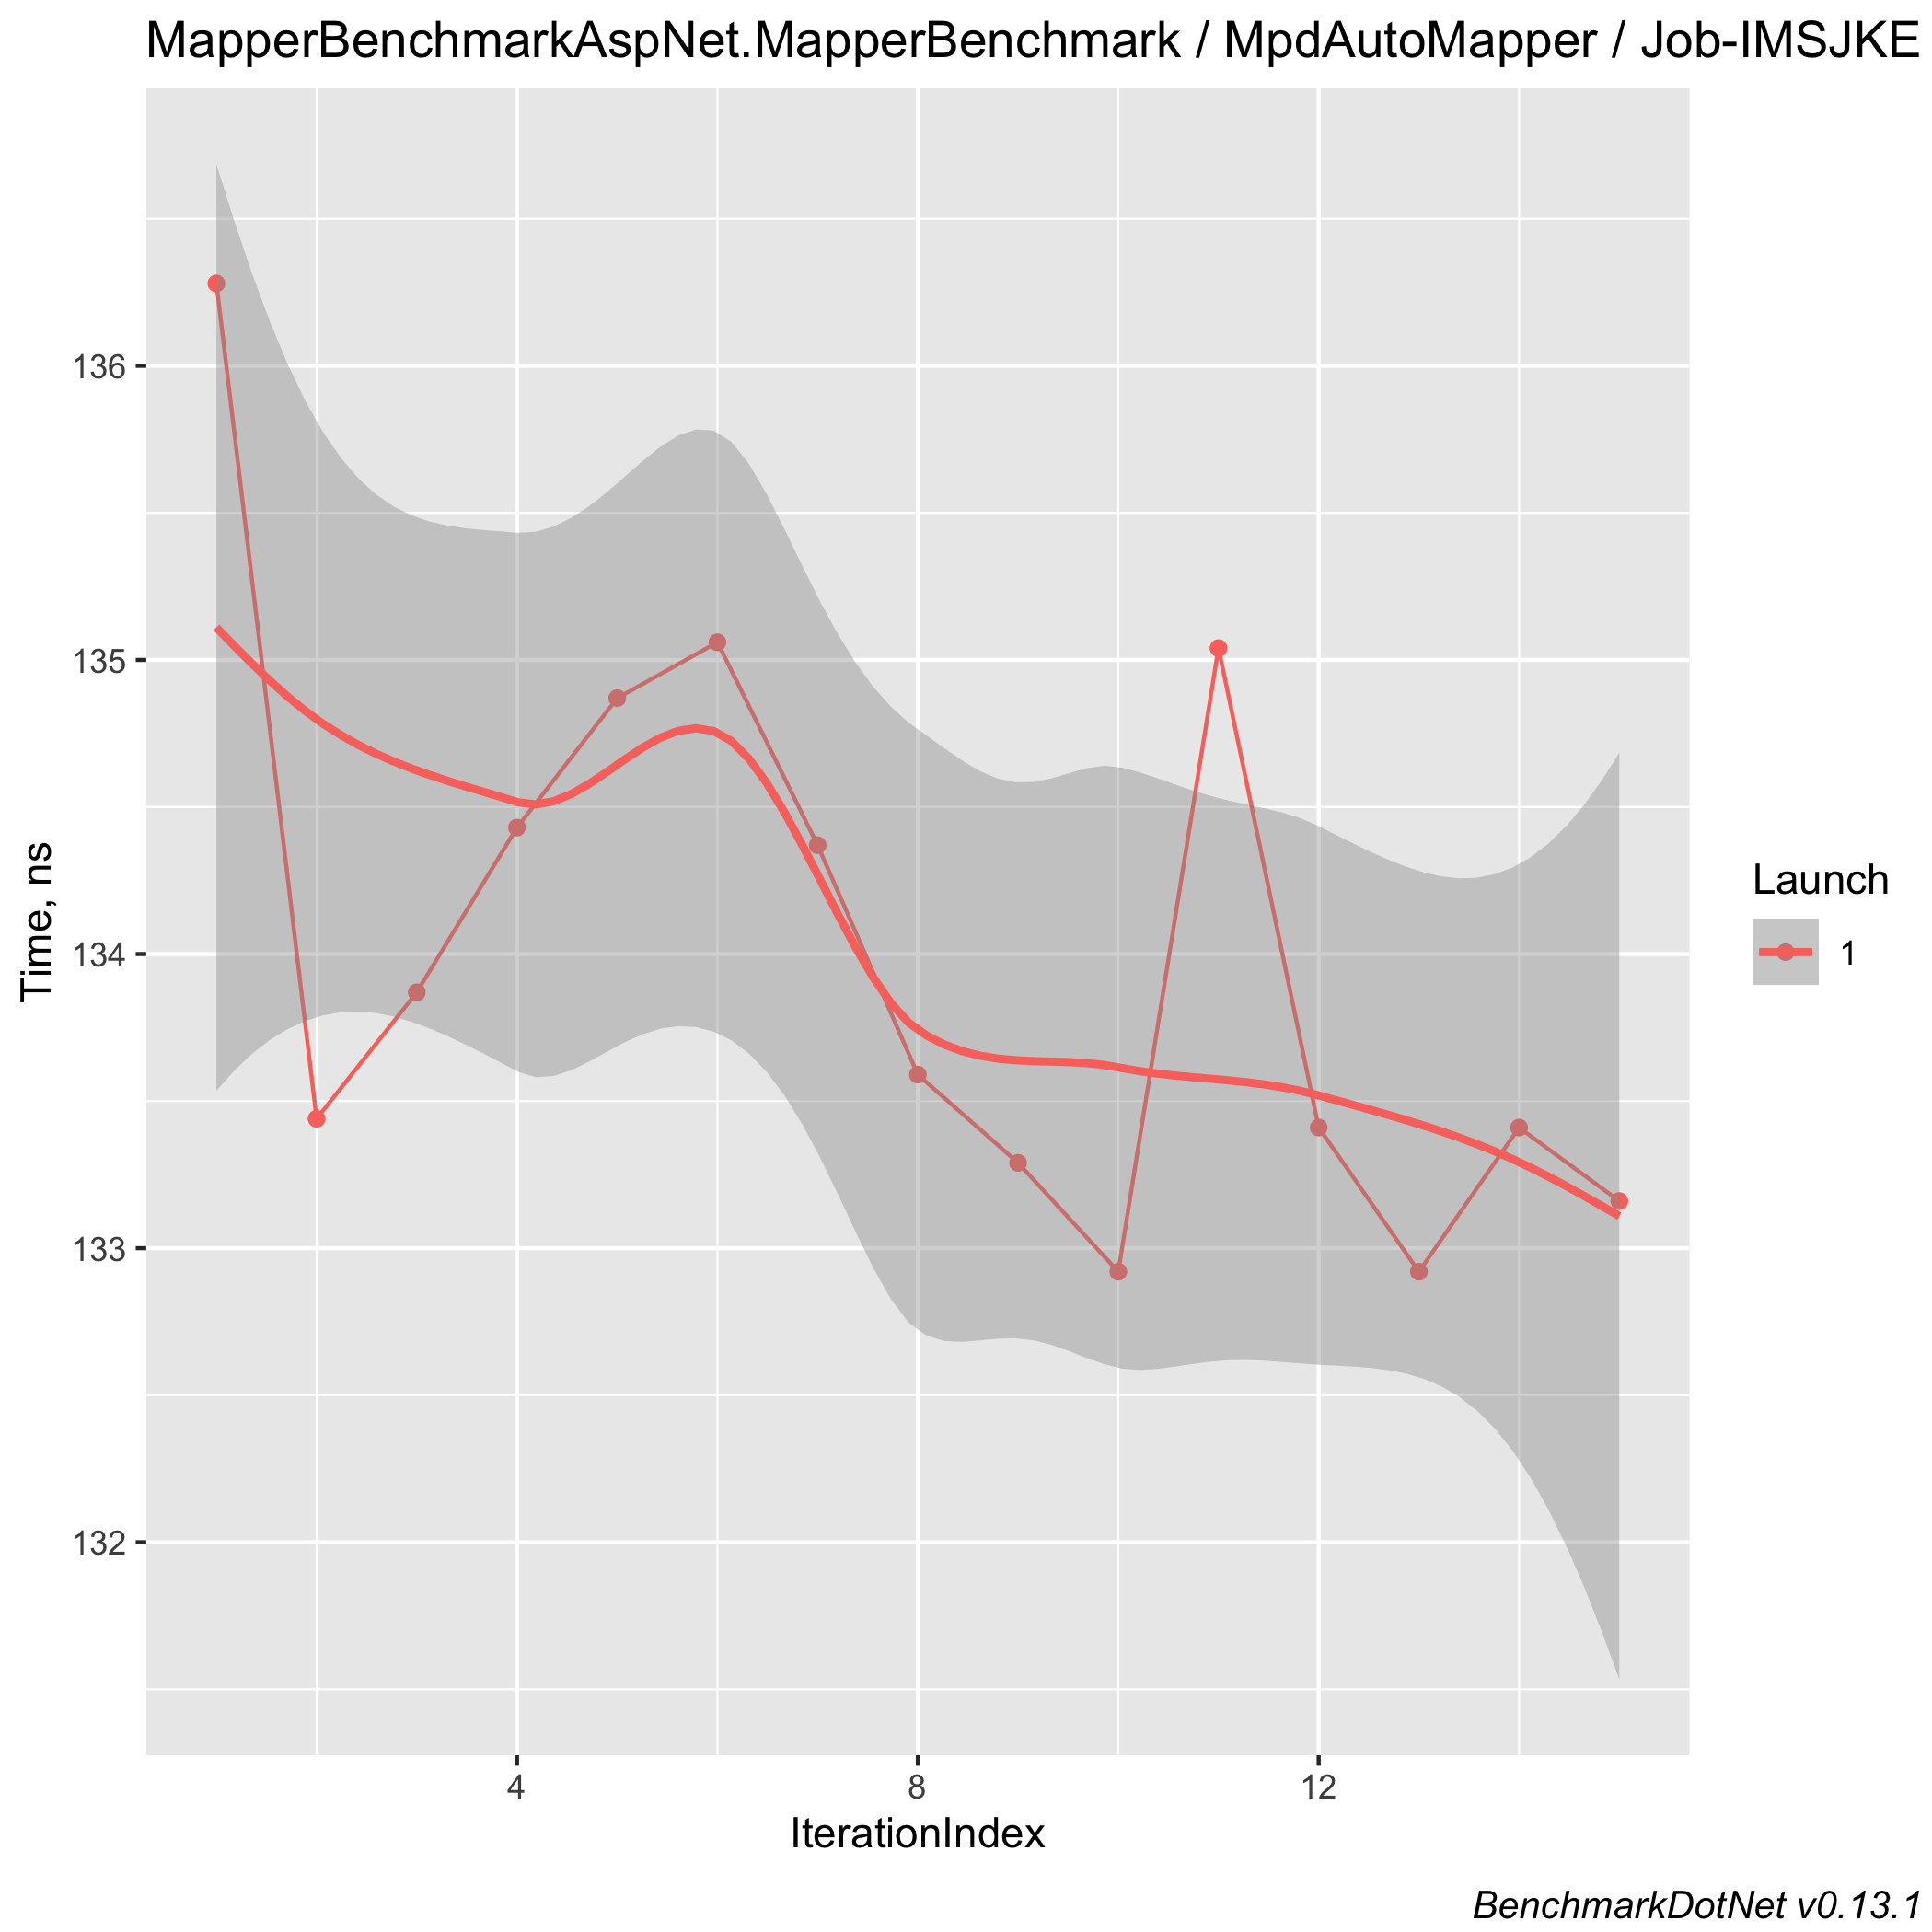 MapperBenchmarkAspNet.MapperBenchmark / MpdAutoMapper / Job-IMSJKE
Time, ns
136
135
134
133
132
4 8 12
IterationIndex
Launch
1
BenchmarkDotNet v0.13.1